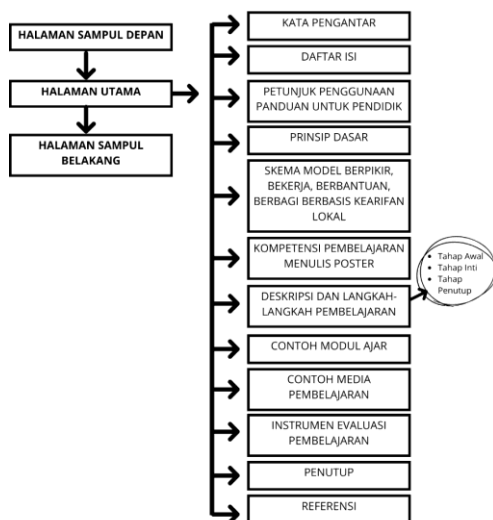 HALAMAN SAMPUL DEPAN
HALAMAN UTAMA
HALAMAN SAMPUL
BELAKANG
KATA PENGANTAR
DAFTAR ISI
PETUNJUK PENGGUNAAN
PANDUAN UNTUK PENDIDIK
PRINSIP DASAR
SKEMA MODEL BERPIKIR,
BEKERJA, BERBANTUAN,
BERBAGI BERBASIS KEARIFAN
LOKAL
KOMPETENSI PEMBELAJARAN
MENULIS POSTER
DESKRIPSI DAN LANGKAH-
LANGKAH PEMBELAJARAN
• Tahap Awal
• Tahap Inti
• Tahap
Penutup
CONTOH MODUL AJAR
CONTOH MEDIA
PEMBELAJARAN
INSTRUMEN EVALUASI
PEMBELAJARAN
PENUTUP
REFERENSI